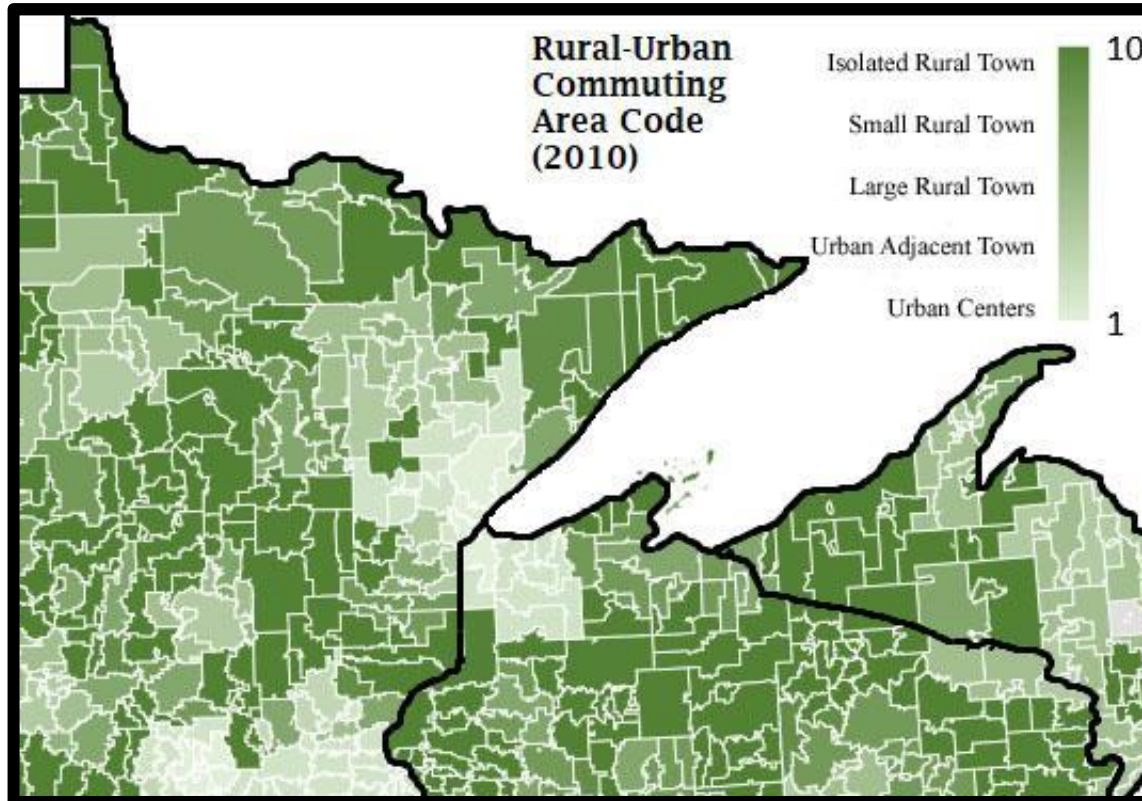 Rural-Urban
Commuting
Area Code
(2010)
Isolated Rural Town
Small Rural Town
Large Rural Town
Urban Adjacent Town
Urban Centers
10
1